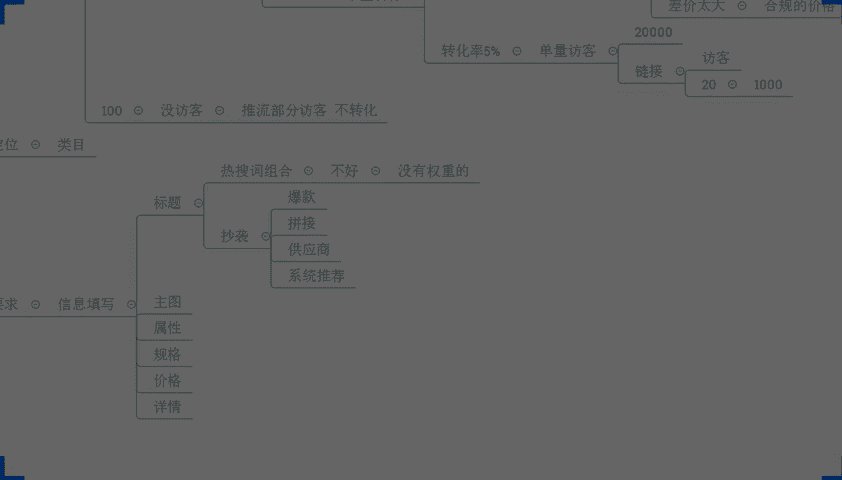 差价太大 合规的价格
20000
转化率5% 单量访客
链接
访客
20 1000
100 没访客 推流部分访客 不转化
类目
热搜词组合 不好 没有权重的
标题
爆款
拼接
抄袭
供应商
系统推荐
信息填写
主图
属性
规格
价格
详情